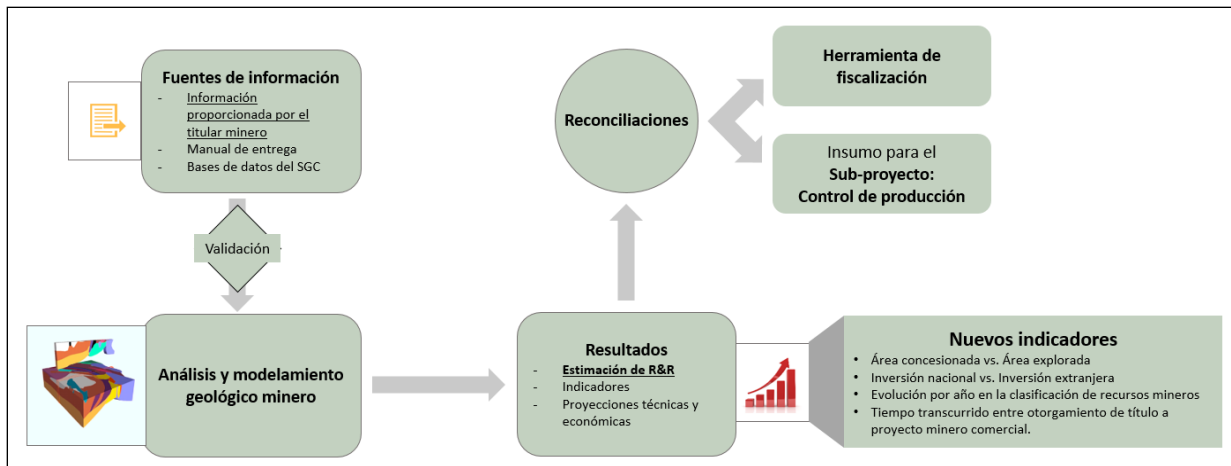 Fuentes de información
- Información
proporcionada por el
titular minero
- Manual de entrega
- Bases de datos del SGC
Validación
Análisis y modelamiento
geológico minero
Resultados
- Estimación de R&R
- Indicadores
- Proyecciones técnicas y
económicas
Reconciliaciones
Herramienta de
fiscalización
Insumo para el
Sub-proyecto:
Control de producción
Nuevos indicadores
• Área concesionada vs. Área explorada
• Inversión nacional vs. Inversión extranjera
• Evolución por año en la clasificación de recursos mineros
• Tiempo transcurrido entre otorgamiento de título a
proyecto minero comercial.